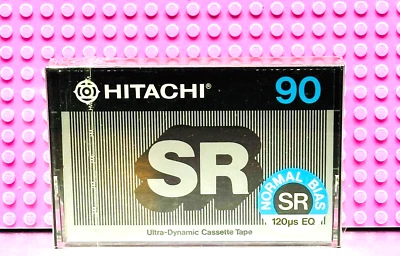 HITACHI® 90
SR
NORMAL BIAS
SR
120µs EQ
Ultra-Dynamic Cassette Tape